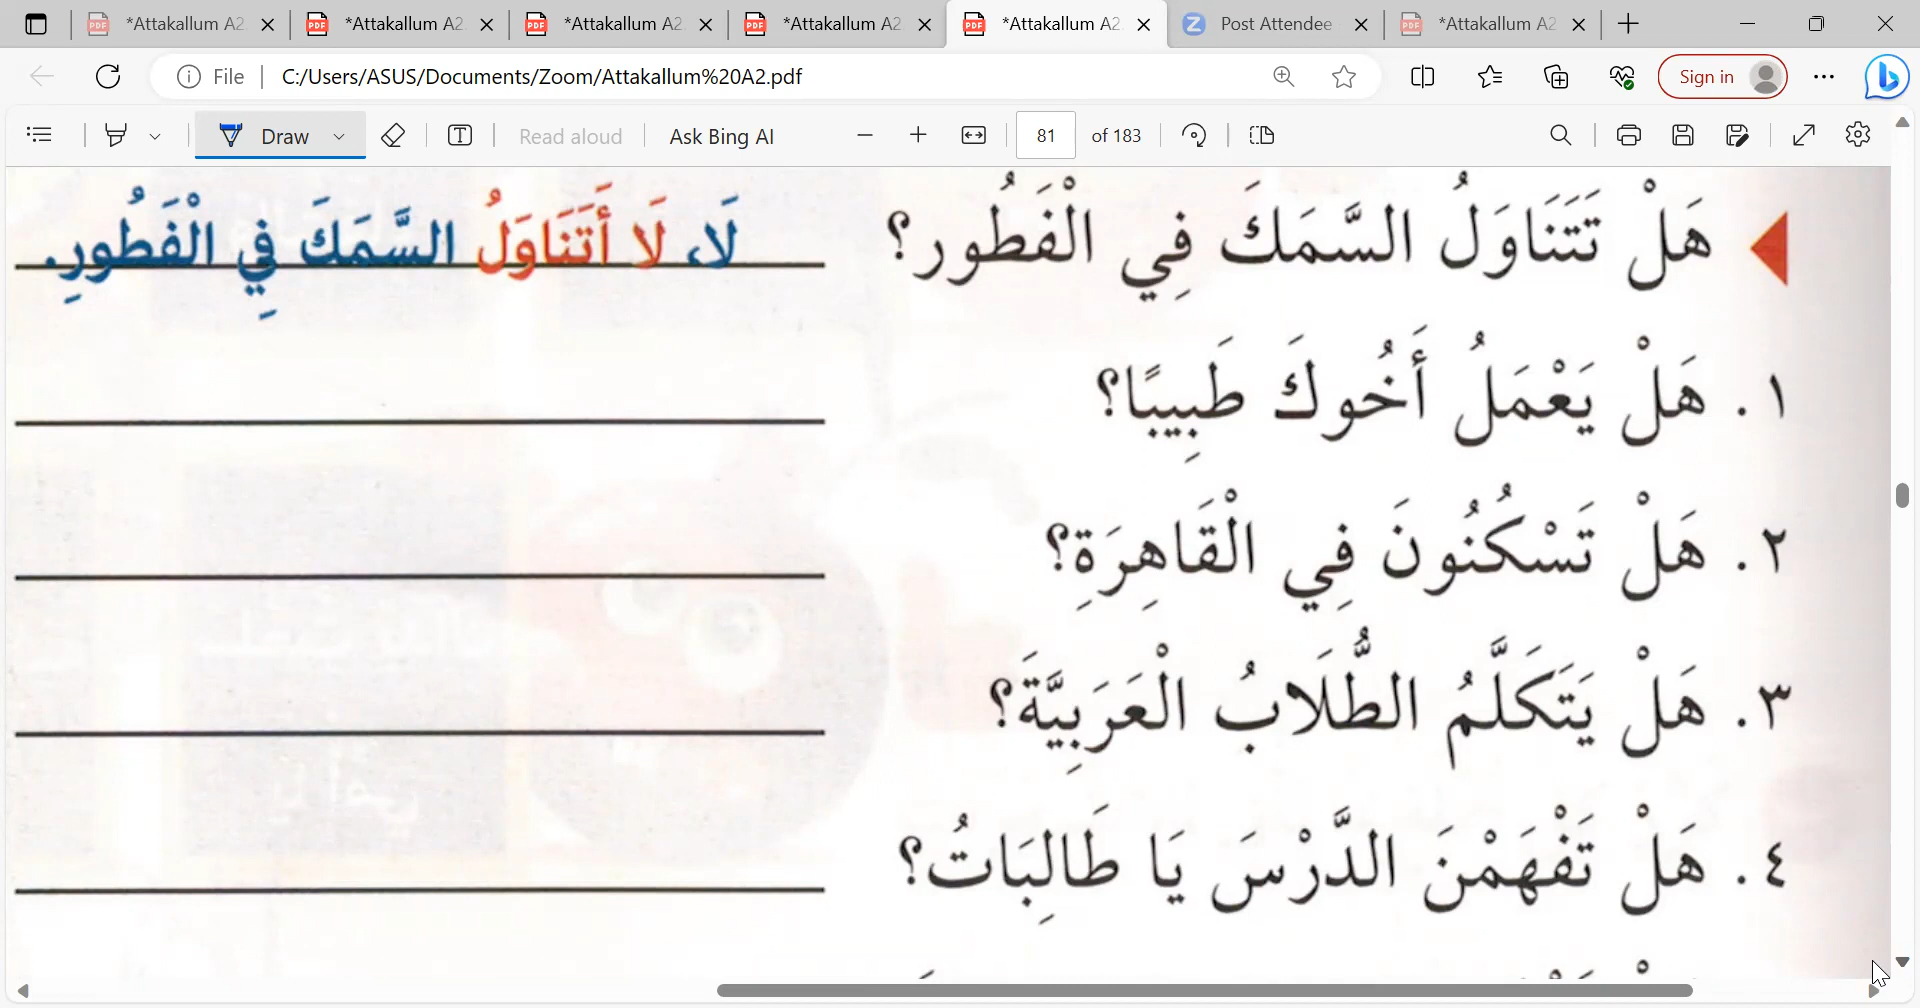 *Attakallum A2 *Attakallum A2 *Attakallum A2 *Attakallum A2 *Attakallum A2 Post Attendee *Attakallum A2
File C:/Users/ASUS/Documents/Zoom/Attakallum%20A2.pdf Sign in
Draw Read aloud Ask Bing AI 81 of 183
هَلْ تَتَنَاوَلُ السَّمَكَ فِي الْفَطُور؟ لَا، لَا أَتَنَاوَلُ السَّمَكَ فِي الْفَطُورِ.
١. هَلْ يَعْمَلُ أَخُوكَ طَبِيبًا؟
٢. هَلْ تَسْكُنُونَ فِي الْقَاهِرَةِ؟
٣. هَلْ يَتَكَلَّمُ الطُّلَابُ الْعَرَبِيَّةَ؟
٤. هَلْ تَفْهَمْنَ الدَّرْسَ يَا طَالِبَاتُ؟